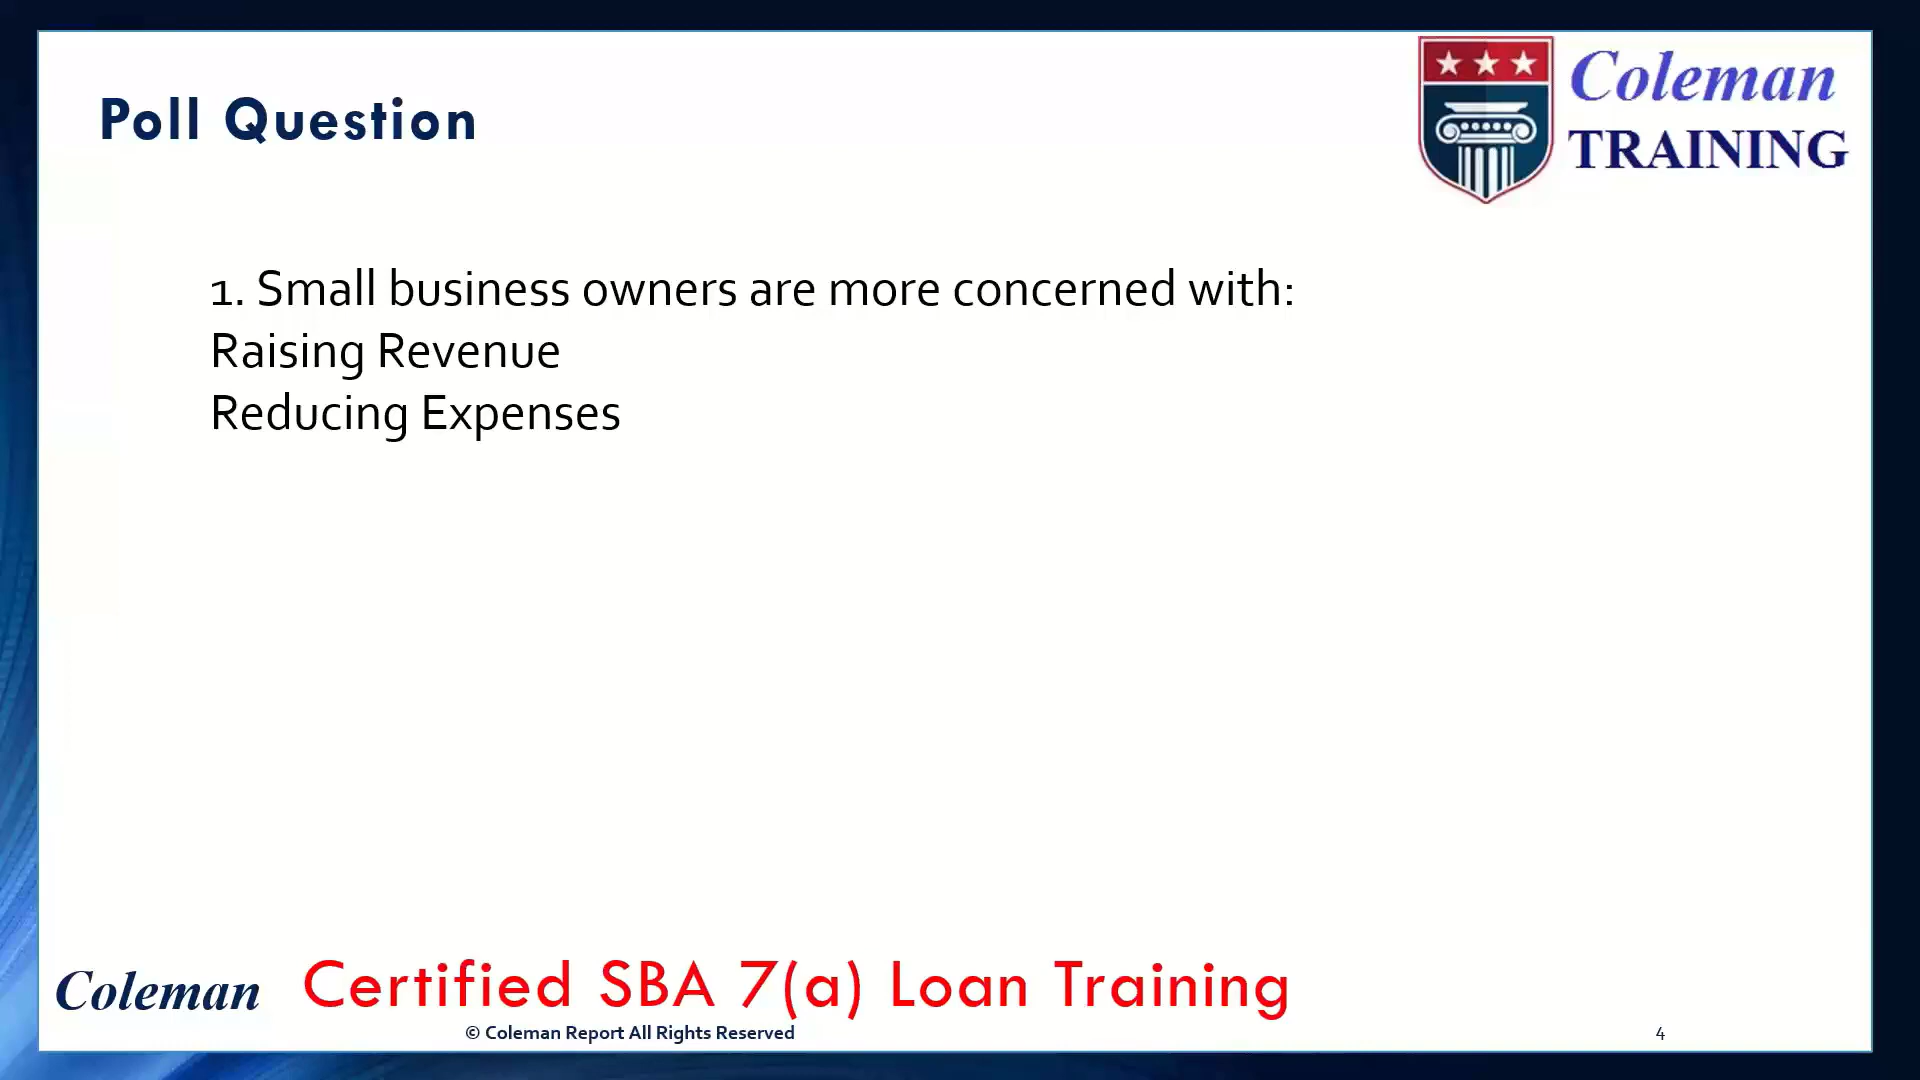 Poll Question
Coleman
TRAINING
1. Small business owners are more concerned with:
Raising Revenue
Reducing Expenses
Coleman
Certified SBA 7(a) Loan Training
© Coleman Report All Rights Reserved
4